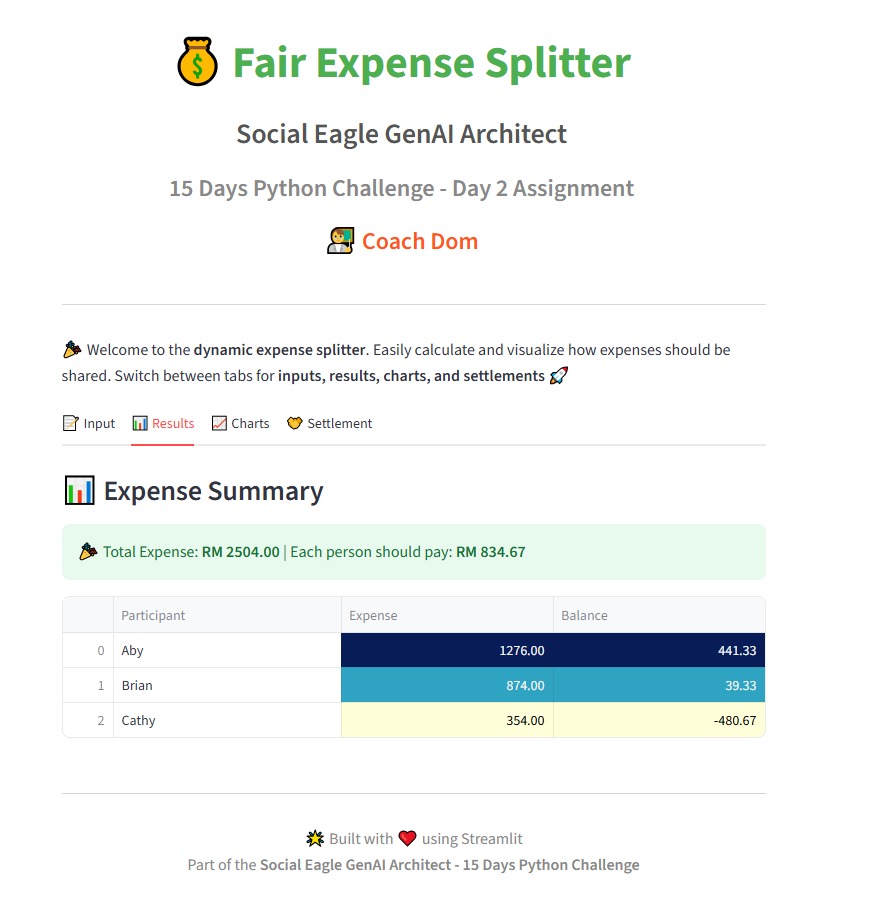 Fair Expense Splitter
Social Eagle GenAI Architect
15 Days Python Challenge - Day 2 Assignment
Coach Dom
Welcome to the dynamic expense splitter. Easily calculate and visualize how expenses should be
shared. Switch between tabs for inputs, results, charts, and settlements
Input Results Charts Settlement
Expense Summary
Total Expense: RM 2504.00 | Each person should pay: RM 834.67
Participant Expense Balance
0 Aby 1276.00 441.33
1 Brian 874.00 39.33
2 Cathy 354.00 -480.67
Built with ❤️ using Streamlit
Part of the Social Eagle GenAI Architect - 15 Days Python Challenge